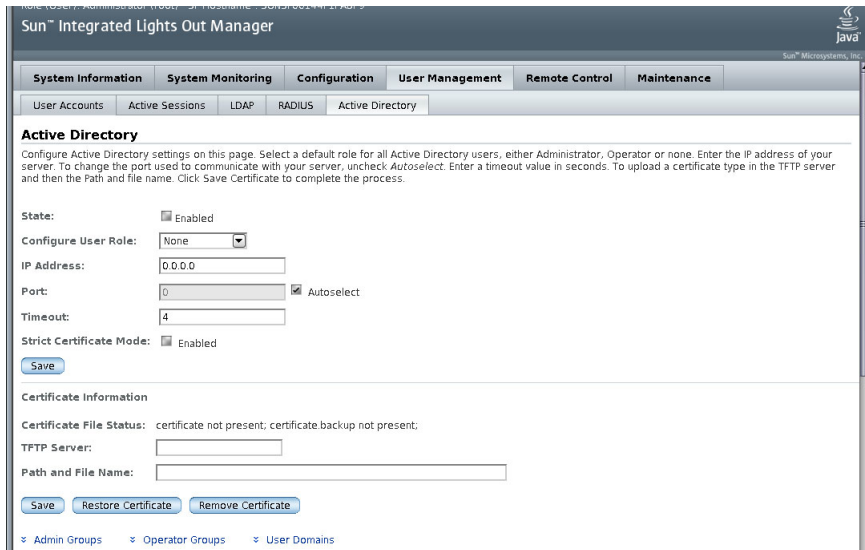 Sun™ Integrated Lights Out Manager
Java
Sun™ Microsystems, Inc.
System Information System Monitoring Configuration User Management Remote Control Maintenance
User Accounts Active Sessions LDAP RADIUS Active Directory
Active Directory
Configure Active Directory settings on this page. Select a default role for all Active Directory users, either Administrator, Operator or none. Enter the IP address of your
server. To change the port used to communicate with your server, uncheck Autoselect. Enter a timeout value in seconds. To upload a certificate type in the TFTP server
and then the Path and file name. Click Save Certificate to complete the process.
State: Enabled
Configure User Role: None
IP Address: 0.0.0.0
Port: 0 Autoselect
Timeout: 4
Strict Certificate Mode: Enabled
Save
Certificate Information
Certificate File Status: certificate not present; certificate.backup not present;
TFTP Server:
Path and File Name:
Save Restore Certificate Remove Certificate
Admin Groups Operator Groups User Domains